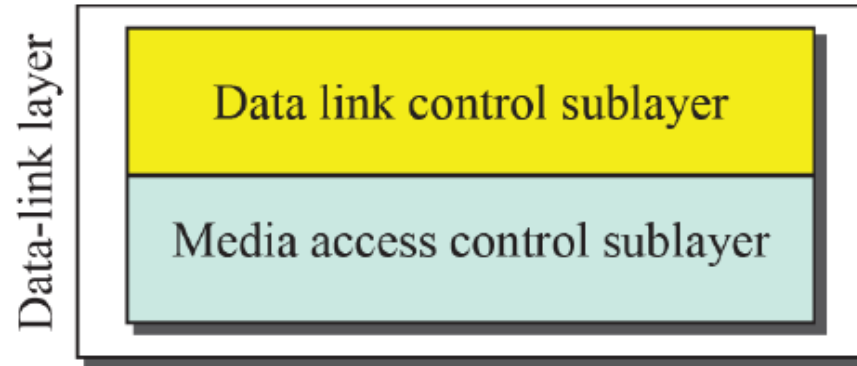 Data-link layer
Data link control sublayer
Media access control sublayer